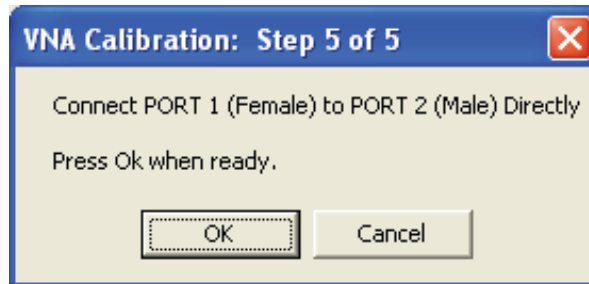 VNA Calibration: Step 5 of 5
Connect PORT 1 (Female) to PORT 2 (Male) Directly
Press Ok when ready.
OK
Cancel